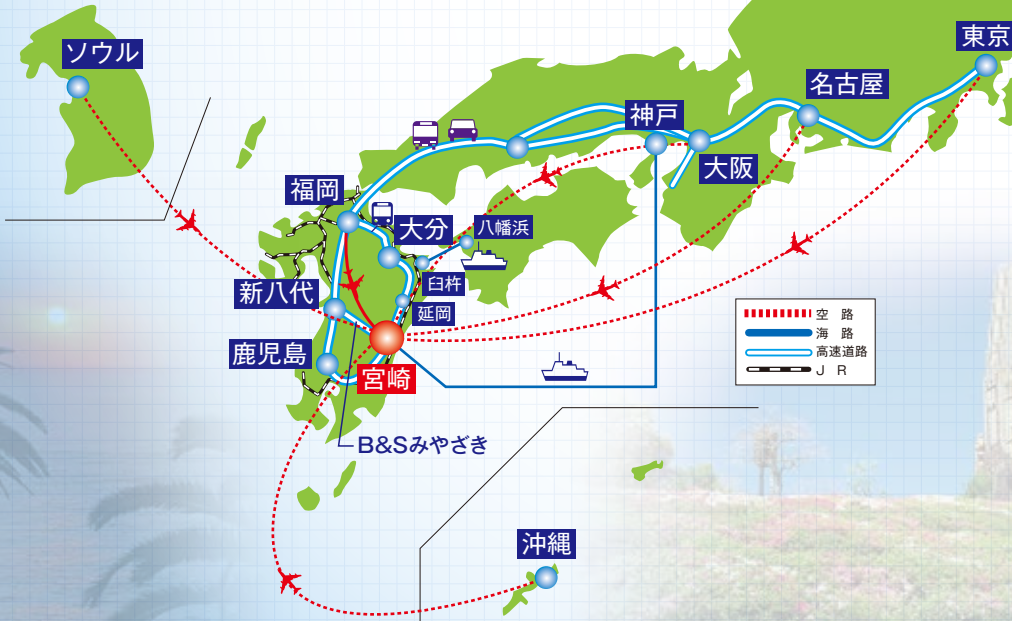 ソウル
東京
名古屋
神戸
大阪
福岡
大分
八幡浜
臼杵
新八代
延岡
鹿児島
宮崎
B&Sみやざき
沖縄
空 路
海 路
高速道路
J R